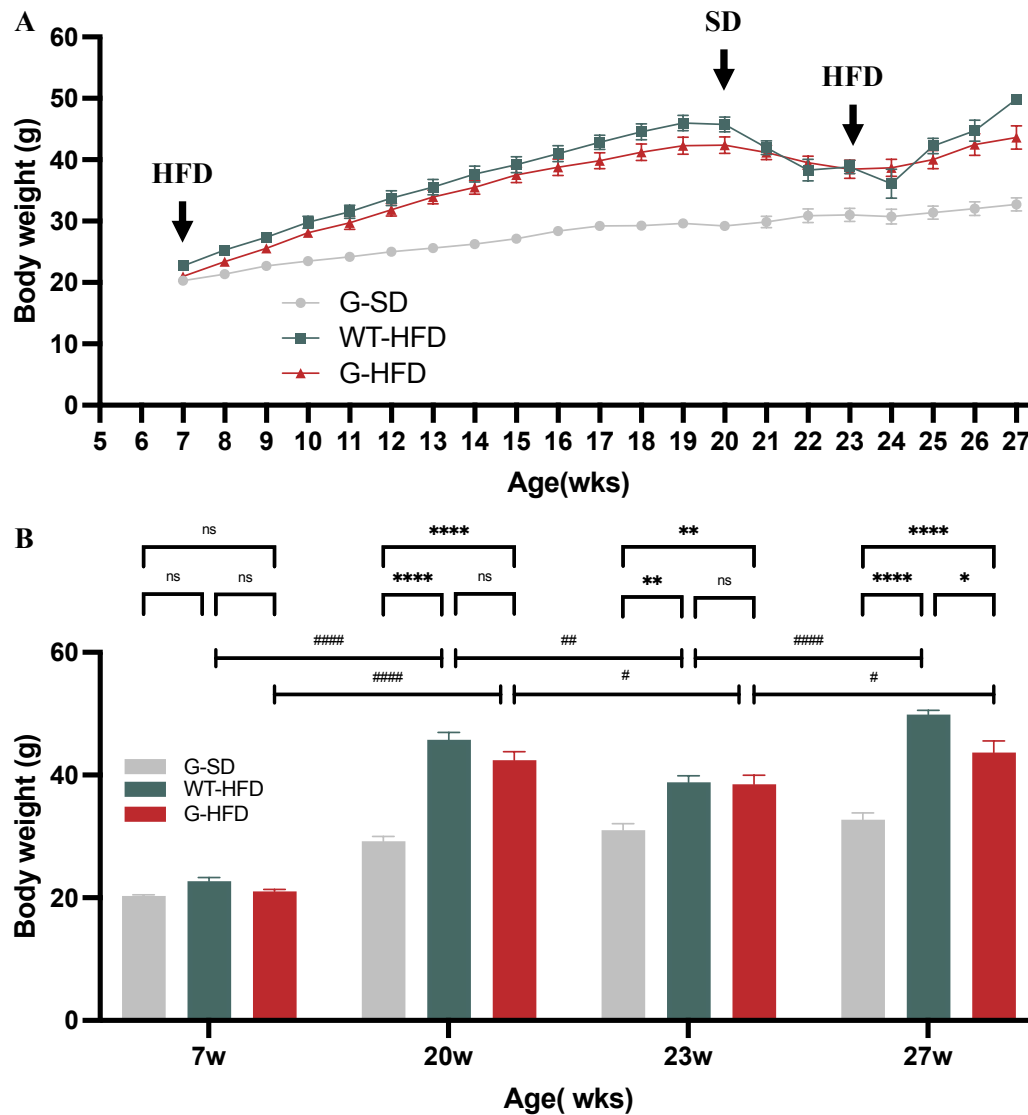 A
SD
HFD
HFD
Body weight (g)
60
50
40
30
20
10
0
G-SD
WT-HFD
G-HFD
5 6 7 8 9 10 11 12 13 14 15 16 17 18 19 20 21 22 23 24 25 26 27
Age(wks)
B
ns **** ** ****
ns ns **** ns ** ns **** *
#### ## ####
#### # #
Body weight (g)
60
40
20
0
G-SD
WT-HFD
G-HFD
7w 20w 23w 27w
Age( wks)